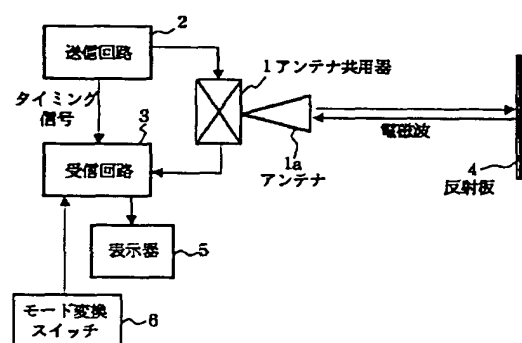 2
送信回路
1 アンテナ共用器
タイミング
信号
3
受信回路
電磁波
1a
アンテナ
4
反射板
表示器
5
モード変換
スイッチ
6